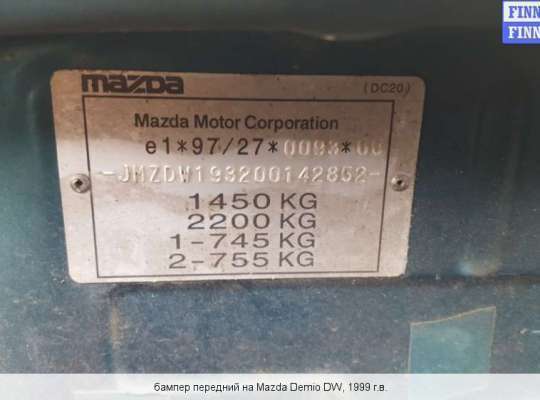 FINN
FINN
mazDa
(DC20)
Mazda Motor Corporation
e1*97/27*0093*00
-JMZDW193200142852-
1450 KG
2200 KG
1-745 KG
2-755 KG
бампер передний на Mazda Demio DW, 1999 г.в.